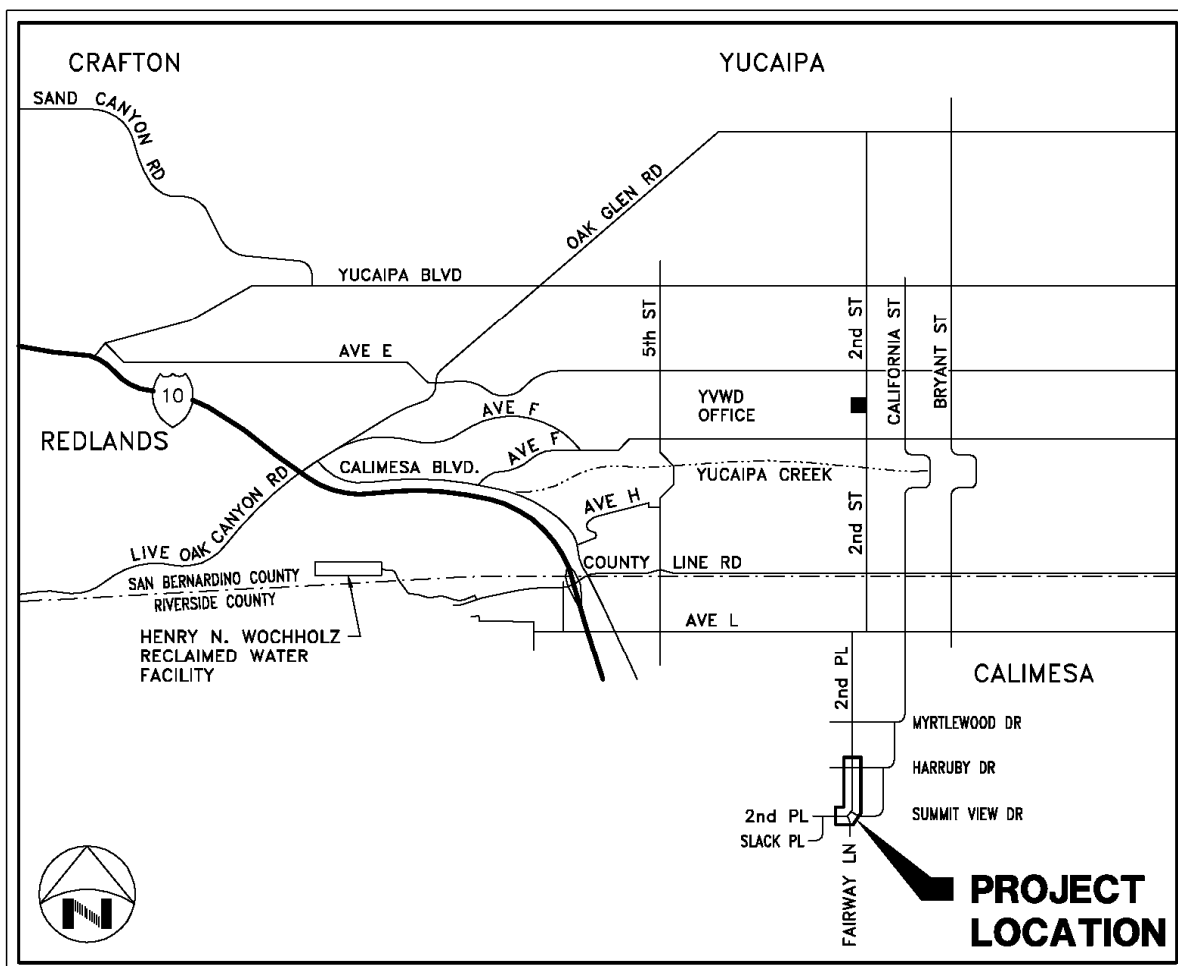 CRAFTON
YUCAIPA
SAND CANYON RD
OAK GLEN RD
YUCAIPA BLVD
5th ST
2nd ST
CALIFORNIA ST
BRYANT ST
AVE E
10
YVWD
OFFICE
AVE F
REDLANDS
AVE F
CALIMESA BLVD.
YUCAIPA CREEK
LIVE OAK CANYON RD
AVE H
2nd ST
COUNTY LINE RD
SAN BERNARDINO COUNTY
RIVERSIDE COUNTY
HENRY N. WOCHHOLZ
RECLAIMED WATER
FACILITY
AVE L
2nd PL
CALIMESA
MYRTLEWOOD DR
HARRUBY DR
2nd PL
SUMMIT VIEW DR
SLACK PL
FAIRWAY LN
N
PROJECT
LOCATION